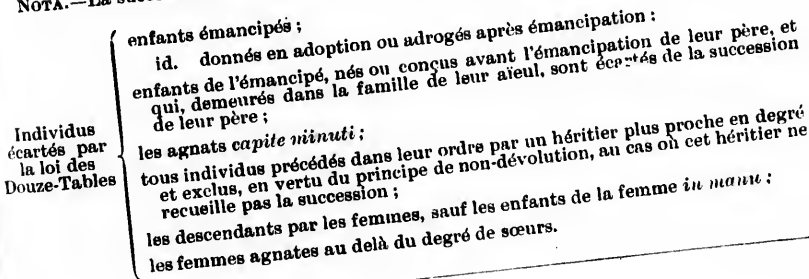 NOTA.—La
enfants émancipés ;
id. donnés en adoption ou adrogés après émancipation :
enfants de l'émancipé, nés ou conçus avant l'émancipation de leur père, et
qui, demeurés dans la famille de leur aïeul, sont écartés de la succession
de leur père ;
Individus
écartés par
la loi des
Douze-Tables
les agnats capite minuti ;
tous individus précédés dans leur ordre par un héritier plus proche en degré
et exclus, en vertu du principe de non-dévolution, au cas où cet héritier ne
recueille pas la succession ;
les descendants par les femmes, sauf les enfants de la femme in manu ;
les femmes agnates au delà du degré de sœurs.